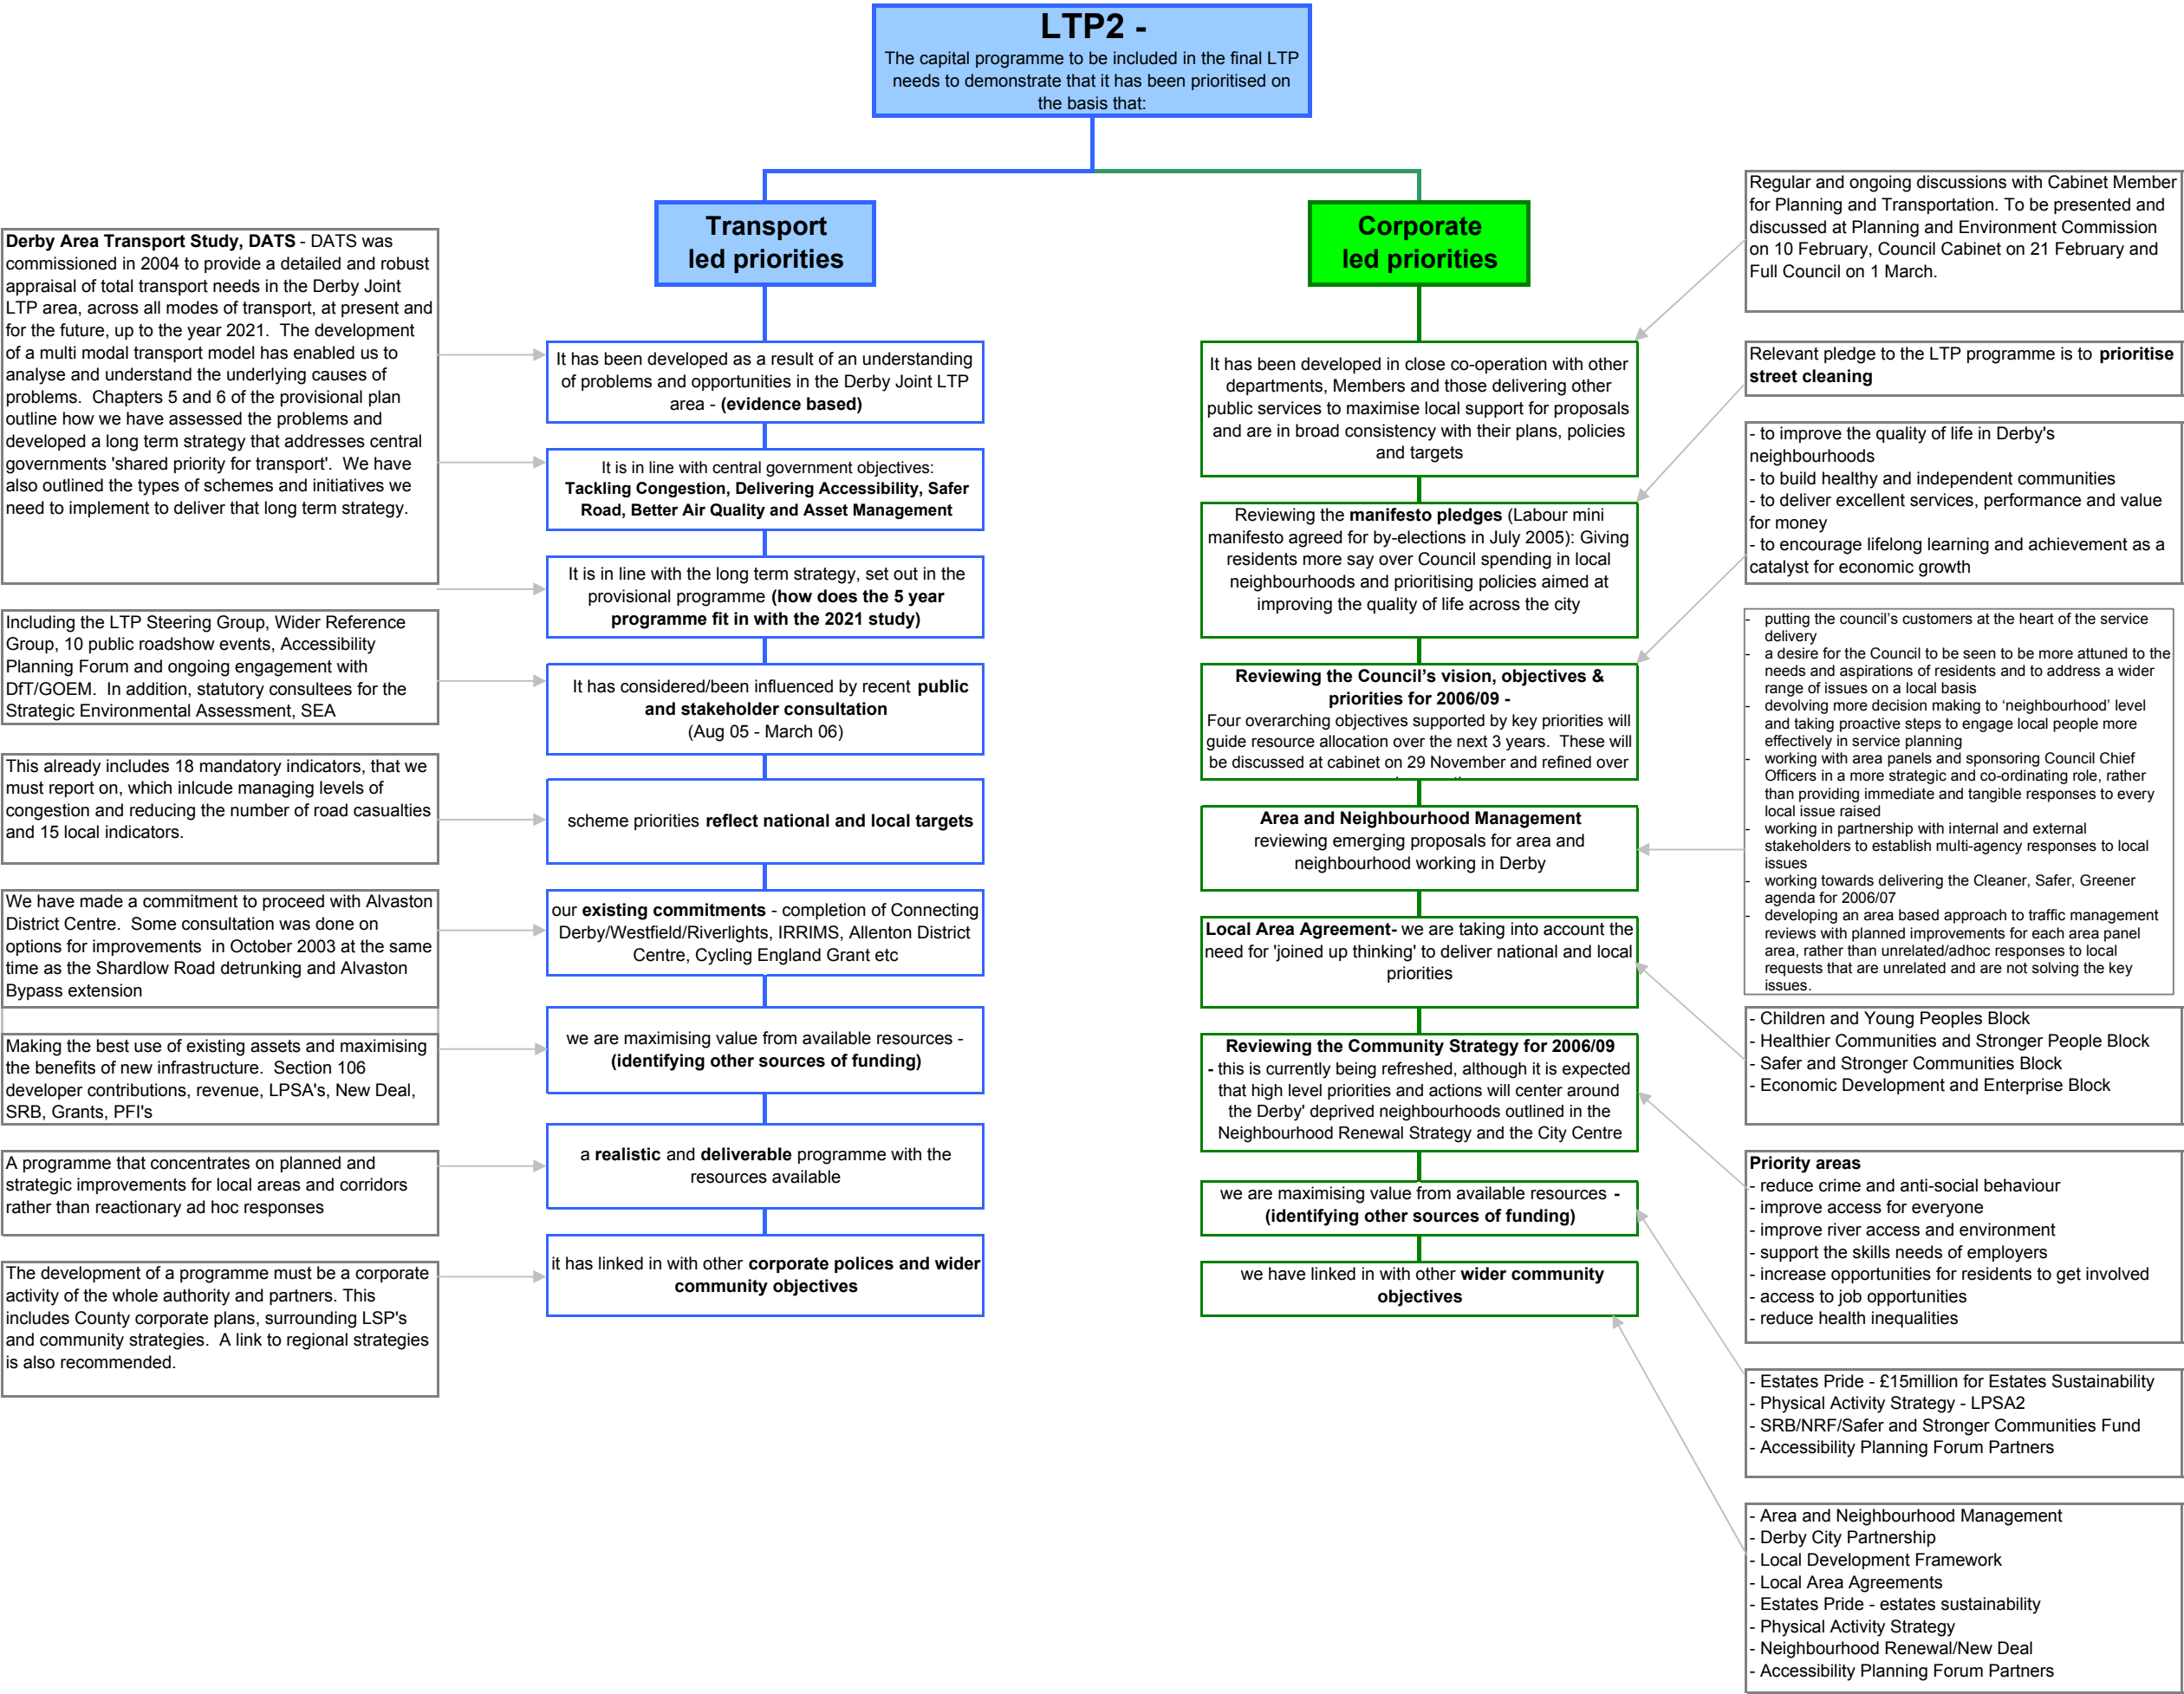 LTP2 -
The capital programme to be included in the final LTP
needs to demonstrate that it has been prioritised on
the basis that:
Transport
led priorities
Corporate
led priorities
Derby Area Transport Study, DATS - DATS was
commissioned in 2004 to provide a detailed and robust
appraisal of total transport needs in the Derby Joint
LTP area, across all modes of transport, at present and
for the future, up to the year 2021. The development
of a multi modal transport model has enabled us to
analyse and understand the underlying causes of
problems. Chapters 5 and 6 of the provisional plan
outline how we have assessed the problems and
developed a long term strategy that addresses central
governments 'shared priority for transport'. We have
also outlined the types of schemes and initiatives we
need to implement to deliver that long term strategy.
Including the LTP Steering Group, Wider Reference
Group, 10 public roadshow events, Accessibility
Planning Forum and ongoing engagement with
DfT/GOEM. In addition, statutory consultees for the
Strategic Environmental Assessment, SEA
This already includes 18 mandatory indicators, that we
must report on, which inlcude managing levels of
congestion and reducing the number of road casualties
and 15 local indicators.
We have made a commitment to proceed with Alvaston
District Centre. Some consultation was done on
options for improvements in October 2003 at the same
time as the Shardlow Road detrunking and Alvaston
Bypass extension
Making the best use of existing assets and maximising
the benefits of new infrastructure. Section 106
developer contributions, revenue, LPSA's, New Deal,
SRB, Grants, PFI's
A programme that concentrates on planned and
strategic improvements for local areas and corridors
rather than reactionary ad hoc responses
The development of a programme must be a corporate
activity of the whole authority and partners. This
includes County corporate plans, surrounding LSP's
and community strategies. A link to regional strategies
is also recommended.
It has been developed as a result of an understanding
of problems and opportunities in the Derby Joint LTP
area - (evidence based)
It is in line with central government objectives:
Tackling Congestion, Delivering Accessibility, Safer
Road, Better Air Quality and Asset Management
It is in line with the long term strategy, set out in the
provisional programme (how does the 5 year
programme fit in with the 2021 study)
It has considered/been influenced by recent public
and stakeholder consultation
(Aug 05 - March 06)
scheme priorities reflect national and local targets
our existing commitments - completion of Connecting
Derby/Westfield/Riverlights, IRRIMS, Allenton District
Centre, Cycling England Grant etc
we are maximising value from available resources -
(identifying other sources of funding)
a realistic and deliverable programme with the
resources available
it has linked in with other corporate polices and wider
community objectives
It has been developed in close co-operation with other
departments, Members and those delivering other
public services to maximise local support for proposals
and are in broad consistency with their plans, policies
and targets
Reviewing the manifesto pledges (Labour mini
manifesto agreed for by-elections in July 2005): Giving
residents more say over Council spending in local
neighbourhoods and prioritising policies aimed at
improving the quality of life across the city
Reviewing the Council's vision, objectives &
priorities for 2006/09 -
Four overarching objectives supported by key priorities will
guide resource allocation over the next 3 years. These will
be discussed at cabinet on 29 November and refined over
Area and Neighbourhood Management
reviewing emerging proposals for area and
neighbourhood working in Derby
Local Area Agreement- we are taking into account the
need for 'joined up thinking' to deliver national and local
priorities
Reviewing the Community Strategy for 2006/09
- this is currently being refreshed, although it is expected
that high level priorities and actions will center around
the Derby' deprived neighbourhoods outlined in the
Neighbourhood Renewal Strategy and the City Centre
we are maximising value from available resources -
(identifying other sources of funding)
we have linked in with other wider community
objectives
Regular and ongoing discussions with Cabinet Member
for Planning and Transportation. To be presented and
discussed at Planning and Environment Commission
on 10 February, Council Cabinet on 21 February and
Full Council on 1 March.
Relevant pledge to the LTP programme is to prioritise
street cleaning
- to improve the quality of life in Derby's
neighbourhoods
- to build healthy and independent communities
- to deliver excellent services, performance and value
for money
- to encourage lifelong learning and achievement as a
catalyst for economic growth
- putting the council's customers at the heart of the service
delivery
- a desire for the Council to be seen to be more attuned to the
needs and aspirations of residents and to address a wider
range of issues on a local basis
- devolving more decision making to 'neighbourhood' level
and taking proactive steps to engage local people more
effectively in service planning
- working with area panels and sponsoring Council Chief
Officers in a more strategic and co-ordinating role, rather
than providing immediate and tangible responses to every
local issue raised
- working in partnership with internal and external
stakeholders to establish multi-agency responses to local
issues
- working towards delivering the Cleaner, Safer, Greener
agenda for 2006/07
- developing an area based approach to traffic management
reviews with planned improvements for each area panel
area, rather than unrelated/adhoc responses to local
requests that are unrelated and are not solving the key
issues.
- Children and Young Peoples Block
- Healthier Communities and Stronger People Block
- Safer and Stronger Communities Block
- Economic Development and Enterprise Block
Priority areas
- reduce crime and anti-social behaviour
- improve access for everyone
- improve river access and environment
- support the skills needs of employers
- increase opportunities for residents to get involved
- access to job opportunities
- reduce health inequalities
- Estates Pride - £15million for Estates Sustainability
- Physical Activity Strategy - LPSA2
- SRB/NRF/Safer and Stronger Communities Fund
- Accessibility Planning Forum Partners
- Area and Neighbourhood Management
- Derby City Partnership
- Local Development Framework
- Local Area Agreements
- Estates Pride - estates sustainability
- Physical Activity Strategy
- Neighbourhood Renewal/New Deal
- Accessibility Planning Forum Partners